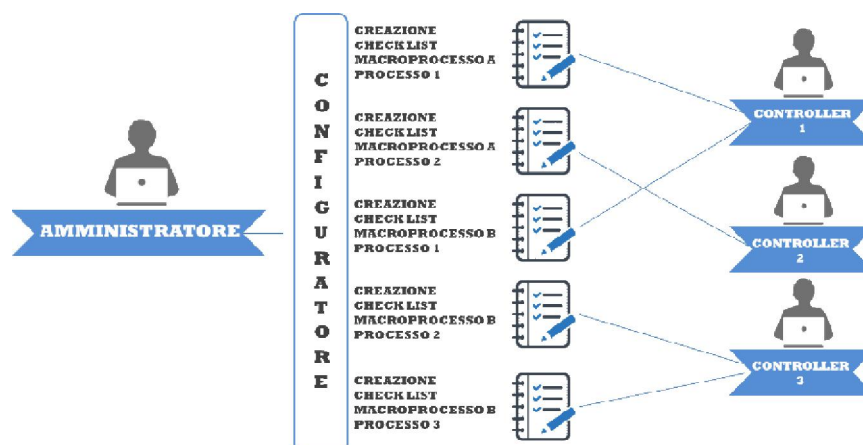 AMMINISTRATORE
CONFIGURATORE
CREAZIONE
CHECK LIST
MACROPROCESSO A
PROCESSO 1
CREAZIONE
CHECK LIST
MACROPROCESSO A
PROCESSO 2
CREAZIONE
CHECK LIST
MACROPROCESSO B
PROCESSO 1
CREAZIONE
CHECK LIST
MACROPROCESSO B
PROCESSO 2
CREAZIONE
CHECK LIST
MACROPROCESSO B
PROCESSO 3
CONTROLLER
1
CONTROLLER
2
CONTROLLER
3